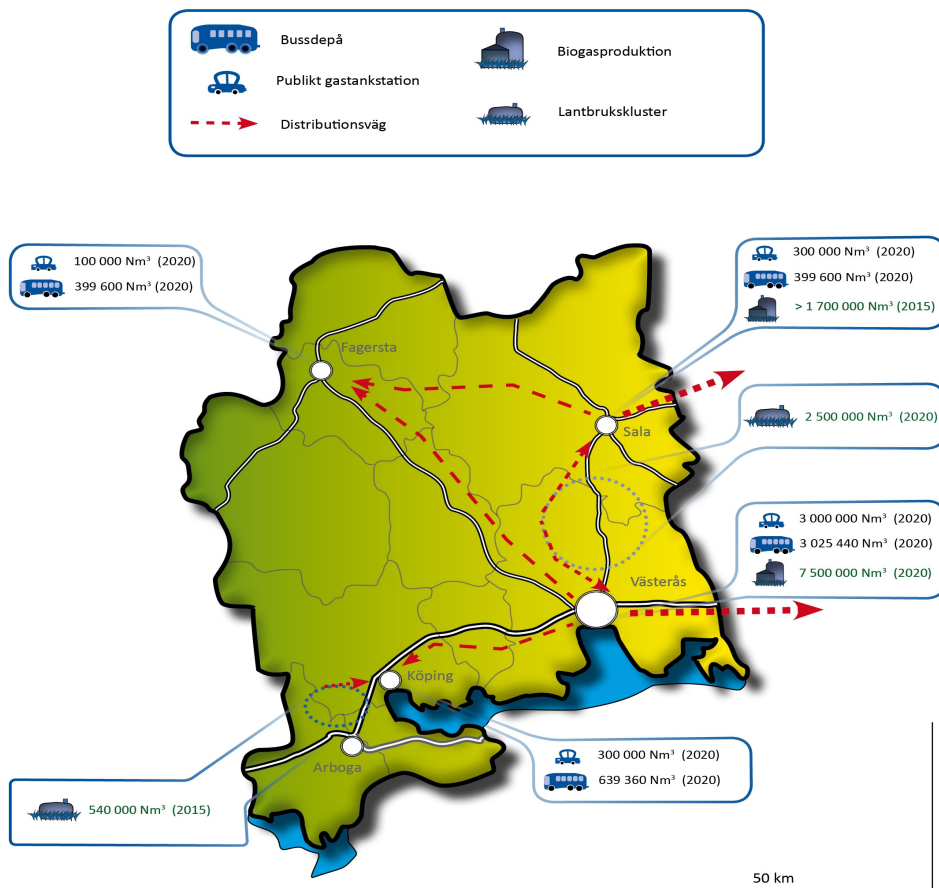 Bussdepå
Publikt gastankstation
Distributionsväg
Biogasproduktion
Lantbrukskluster
100 000 Nm³ (2020)
399 600 Nm³ (2020)
300 000 Nm³ (2020)
399 600 Nm³ (2020)
> 1 700 000 Nm³ (2015)
Fagersta
Sala
2 500 000 Nm³ (2020)
3 000 000 Nm³ (2020)
3 025 440 Nm³ (2020)
7 500 000 Nm³ (2020)
Västerås
Köping
Arboga
300 000 Nm³ (2020)
639 360 Nm³ (2020)
540 000 Nm³ (2015)
50 km